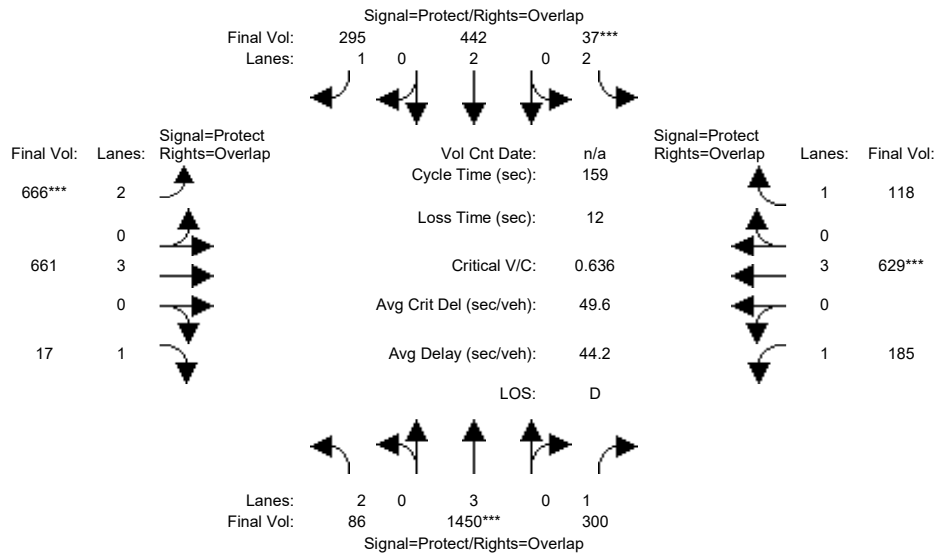 Signal=Protect/Rights=Overlap
Final Vol: 295 442 37***
Lanes: 1 0 2 0 2
Signal=Protect
Final Vol: Lanes: Rights=Overlap
Vol Cnt Date: n/a
Signal=Protect
Rights=Overlap Lanes: Final Vol:
Cycle Time (sec): 159
666*** 2
1 118
Loss Time (sec): 12
0
0
661 3
Critical V/C: 0.636
3 629***
0
Avg Crit Del (sec/veh): 49.6
0
17 1
Avg Delay (sec/veh): 44.2
1 185
LOS: D
Lanes: 2 0 3 0 1
Final Vol: 86 1450*** 300
Signal=Protect/Rights=Overlap